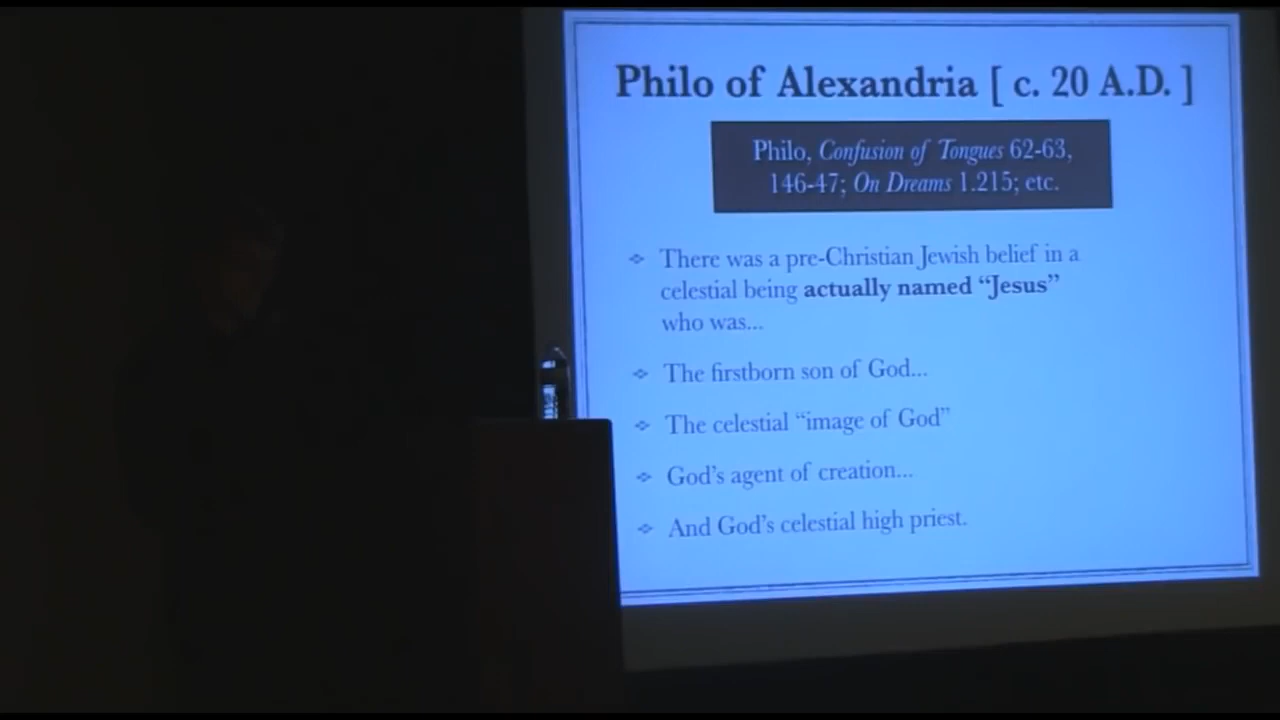 Philo of Alexandria [ c. 20 A.D. ]
Philo, Confusion of Tongues 62-63,
146-47; On Dreams 1.215; etc.
There was a pre-Christian Jewish belief in a
celestial being actually named “Jesus”
who was...
The firstborn son of God...
The celestial “image of God”
God’s agent of creation...
And God’s celestial high priest.